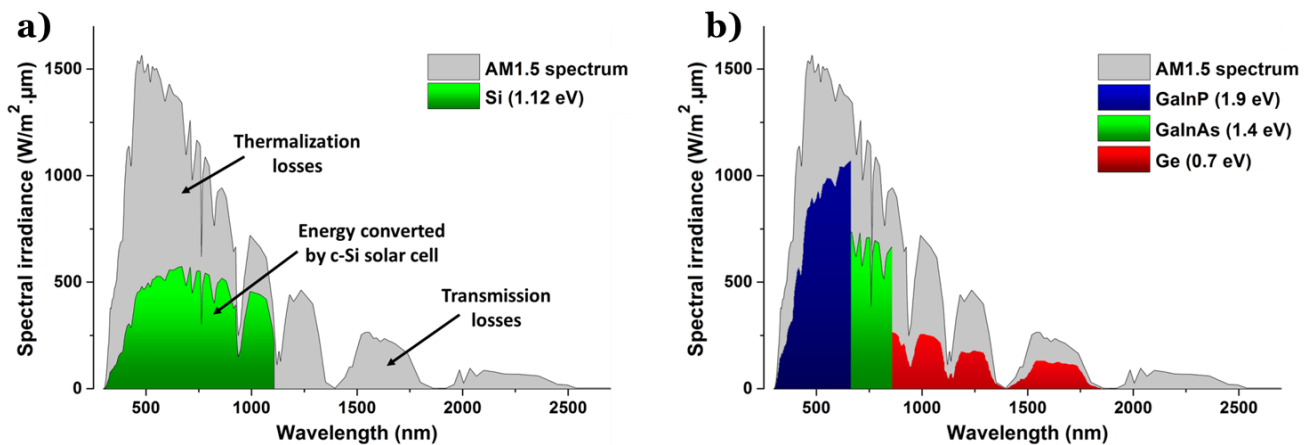 a)
Spectral irradiance (W/m².µm)
1500
1000
500
0
AM1.5 spectrum
Si (1.12 eV)
Thermalization
losses
Energy converted
by c-Si solar cell
Transmission
losses
500
1000
1500
2000
2500
Wavelength (nm)
b)
Spectral irradiance (W/m².µm)
1500
1000
500
0
AM1.5 spectrum
GaInP (1.9 eV)
GaInAs (1.4 eV)
Ge (0.7 eV)
500
1000
1500
2000
2500
Wavelength (nm)